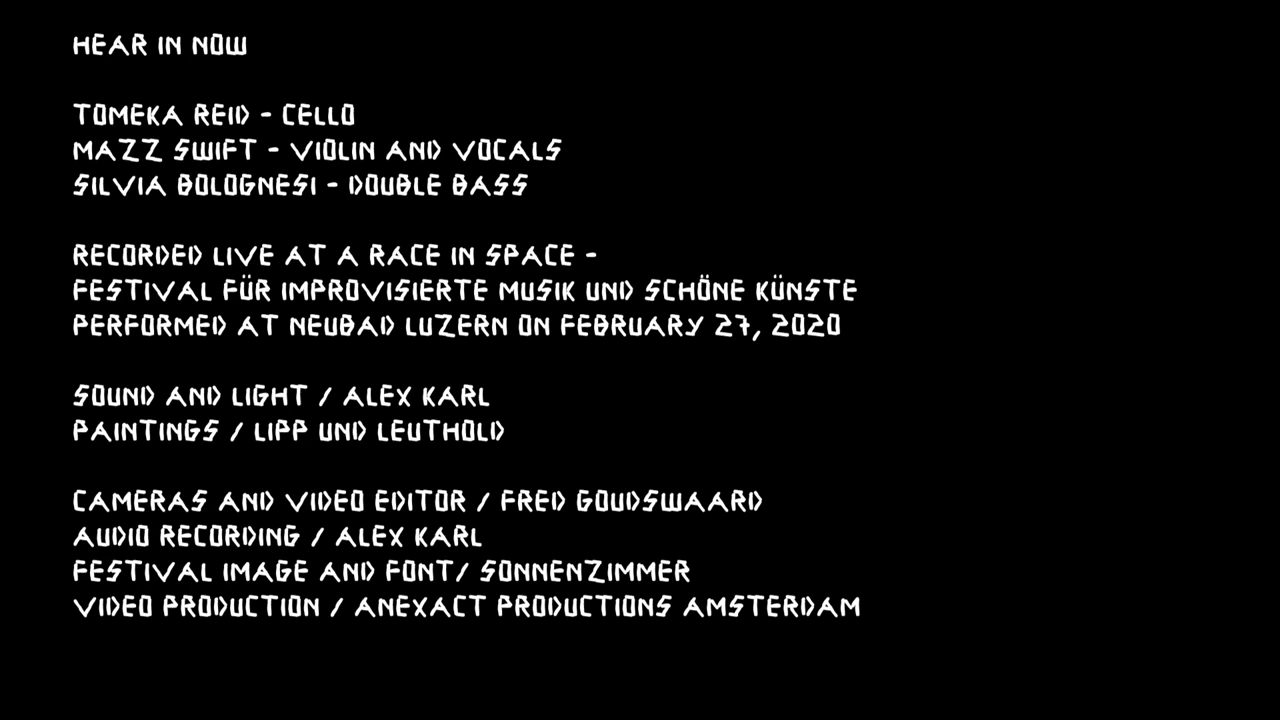 HEAR IN NOW
TOMEKA REID - CELLO
MAZZ SWIFT - VIOLIN AND VOCALS
SILVIA BOLOGNESI - DOUBLE BASS
RECORDED LIVE AT A RACE IN SPACE -
FESTIVAL FÜR IMPROVISIERTE MUSIK UND SCHÖNE KÜNSTE
PERFORMED AT NEUBAD LUZERN ON FEBRUARY 27, 2020
SOUND AND LIGHT / ALEX KARL
PAINTINGS / LIPP UND LEUTHOLD
CAMERAS AND VIDEO EDITOR / FRED GOUDSWAARD
AUDIO RECORDING / ALEX KARL
FESTIVAL IMAGE AND FONT/ SONNENZIMMER
VIDEO PRODUCTION / ANEXACT PRODUCTIONS AMSTERDAM